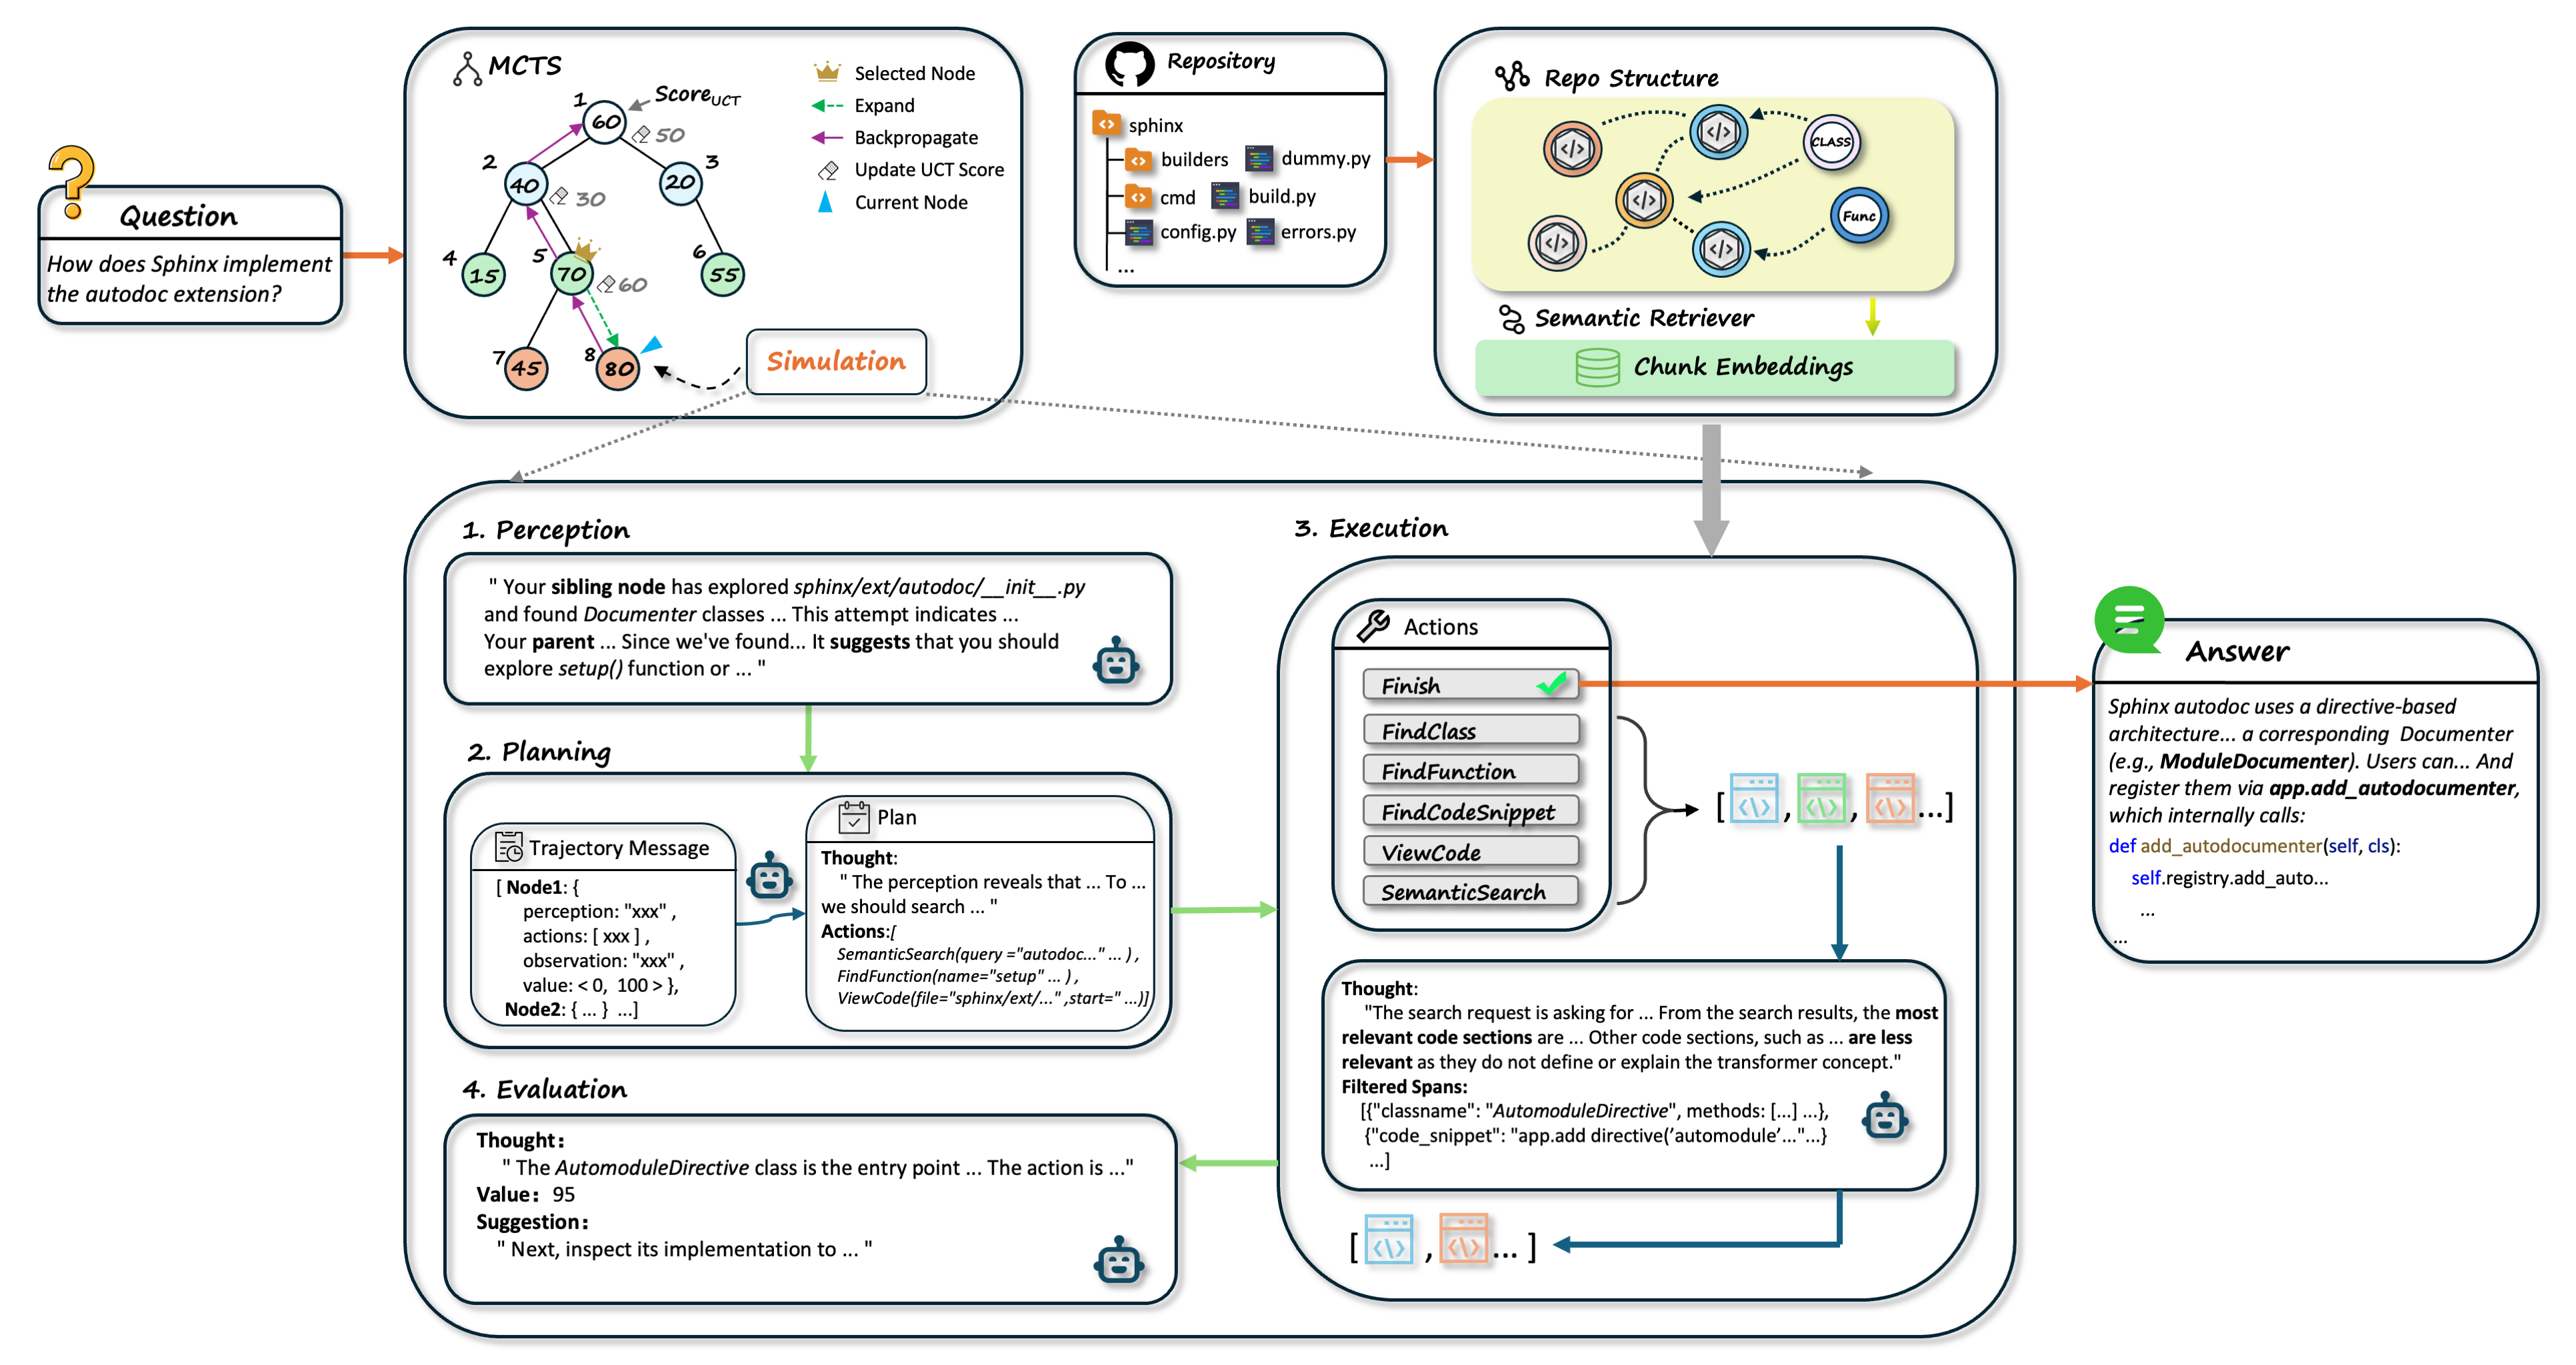 Question
How does Sphinx implement
the autodoc extension?
MCTS
Score UCT
1
60
50
2
40
30
3
20
4
15
5
70
60
6
55
7
45
8
80
Selected Node
Expand
Backpropagate
Update UCT Score
Current Node
Simulation
Repository
sphinx
builders dummy.py
cmd build.py
config.py errors.py
...
Repo Structure
</>
</>
CLASS
</>
Func
</>
</>
Semantic Retriever
Chunk Embeddings
1. Perception
" Your sibling node has explored sphinx/ext/autodoc/__init__.py
and found Documenter classes ... This attempt indicates ...
Your parent ... Since we've found... It suggests that you should
explore setup() function or ... "
2. Planning
Trajectory Message
[ Node1: {
perception: "xxx" ,
actions: [ xxx ] ,
observation: "xxx" ,
value: < 0, 100 > },
Node2: { ... } ...]
Plan
Thought:
" The perception reveals that ... To ...
we should search ... "
Actions:[
SemanticSearch(query ="autodoc..." ... ) ,
FindFunction(name="setup" ... ) ,
ViewCode(file="sphinx/ext/..." ,start=" ...)]
3. Execution
Actions
Finish
FindClass
FindFunction
FindCodeSnippet
ViewCode
SemanticSearch
[ <\> , <\> , <\> ...]
Thought:
"The search request is asking for ... From the search results, the most
relevant code sections are ... Other code sections, such as ... are less
relevant as they do not define or explain the transformer concept."
Filtered Spans:
[{"classname": "AutomoduleDirective", methods: [...] ...},
{"code_snippet": "app.add directive('automodule'..."...}
...]
[ <\> , <\> ... ]
4. Evaluation
Thought:
" The AutomoduleDirective class is the entry point ... The action is ..."
Value: 95
Suggestion:
" Next, inspect its implementation to ... "
Answer
Sphinx autodoc uses a directive-based
architecture... a corresponding Documenter
(e.g., ModuleDocumenter). Users can... And
register them via app.add_autodocumenter,
which internally calls:
def add_autodocumenter(self, cls):
self.registry.add_auto...
...
...